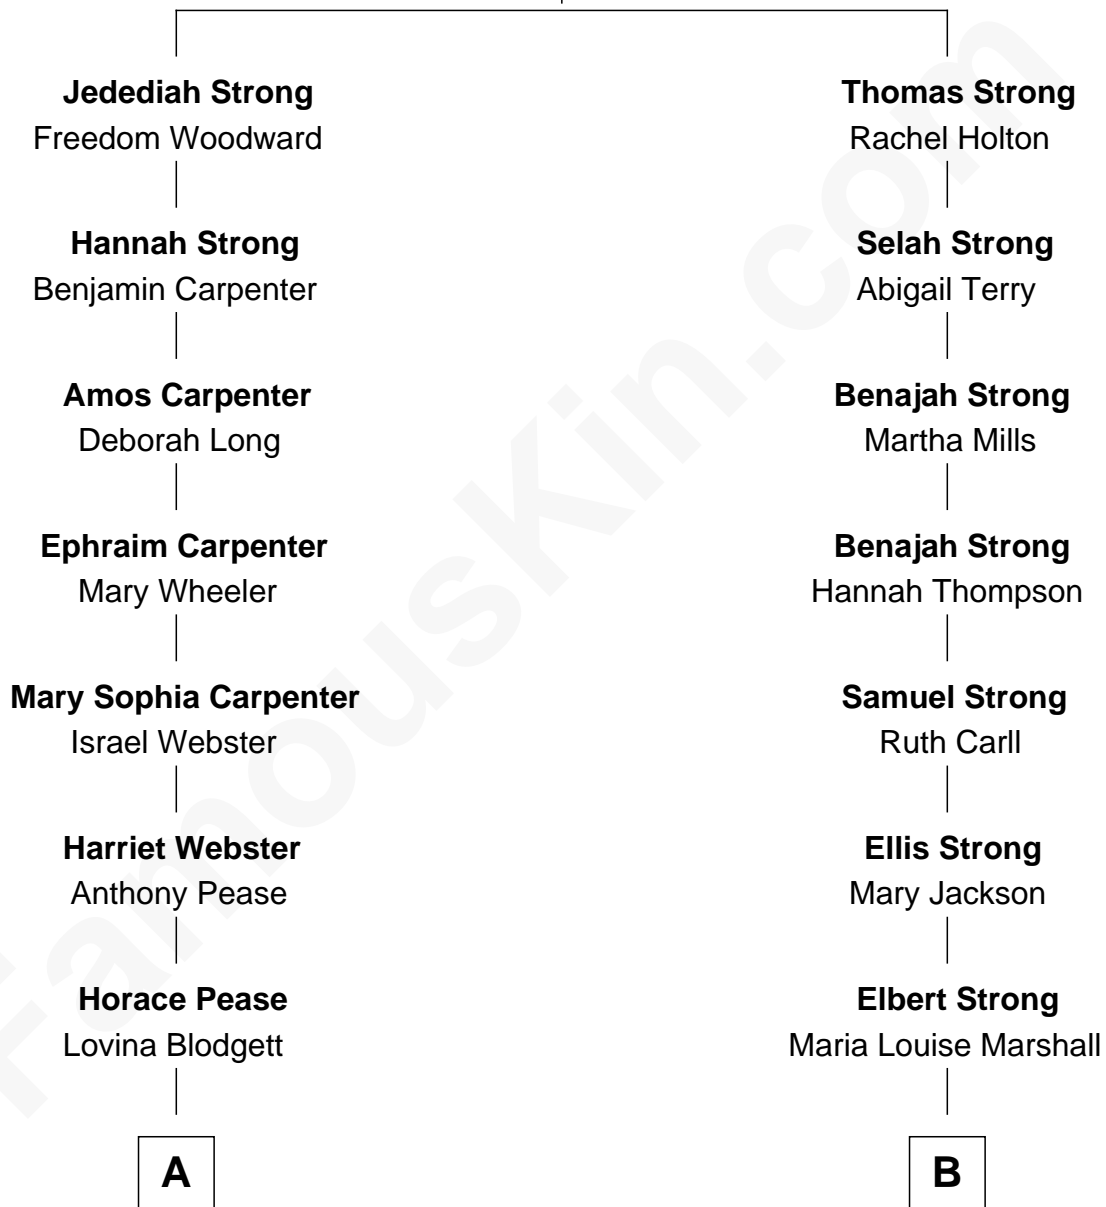 Jedediah Strong
Freedom Woodward
Hannah Strong
Benjamin Carpenter
Amos Carpenter
Deborah Long
Ephraim Carpenter
Mary Wheeler
Mary Sophia Carpenter
Israel Webster
Harriet Webster
Anthony Pease
Horace Pease
Lovina Blodgett
A
Thomas Strong
Rachel Holton
Selah Strong
Abigail Terry
Benajah Strong
Martha Mills
Benajah Strong
Hannah Thompson
Samuel Strong
Ruth Carll
Ellis Strong
Mary Jackson
Elbert Strong
Maria Louise Marshall
B
FamousKin.com